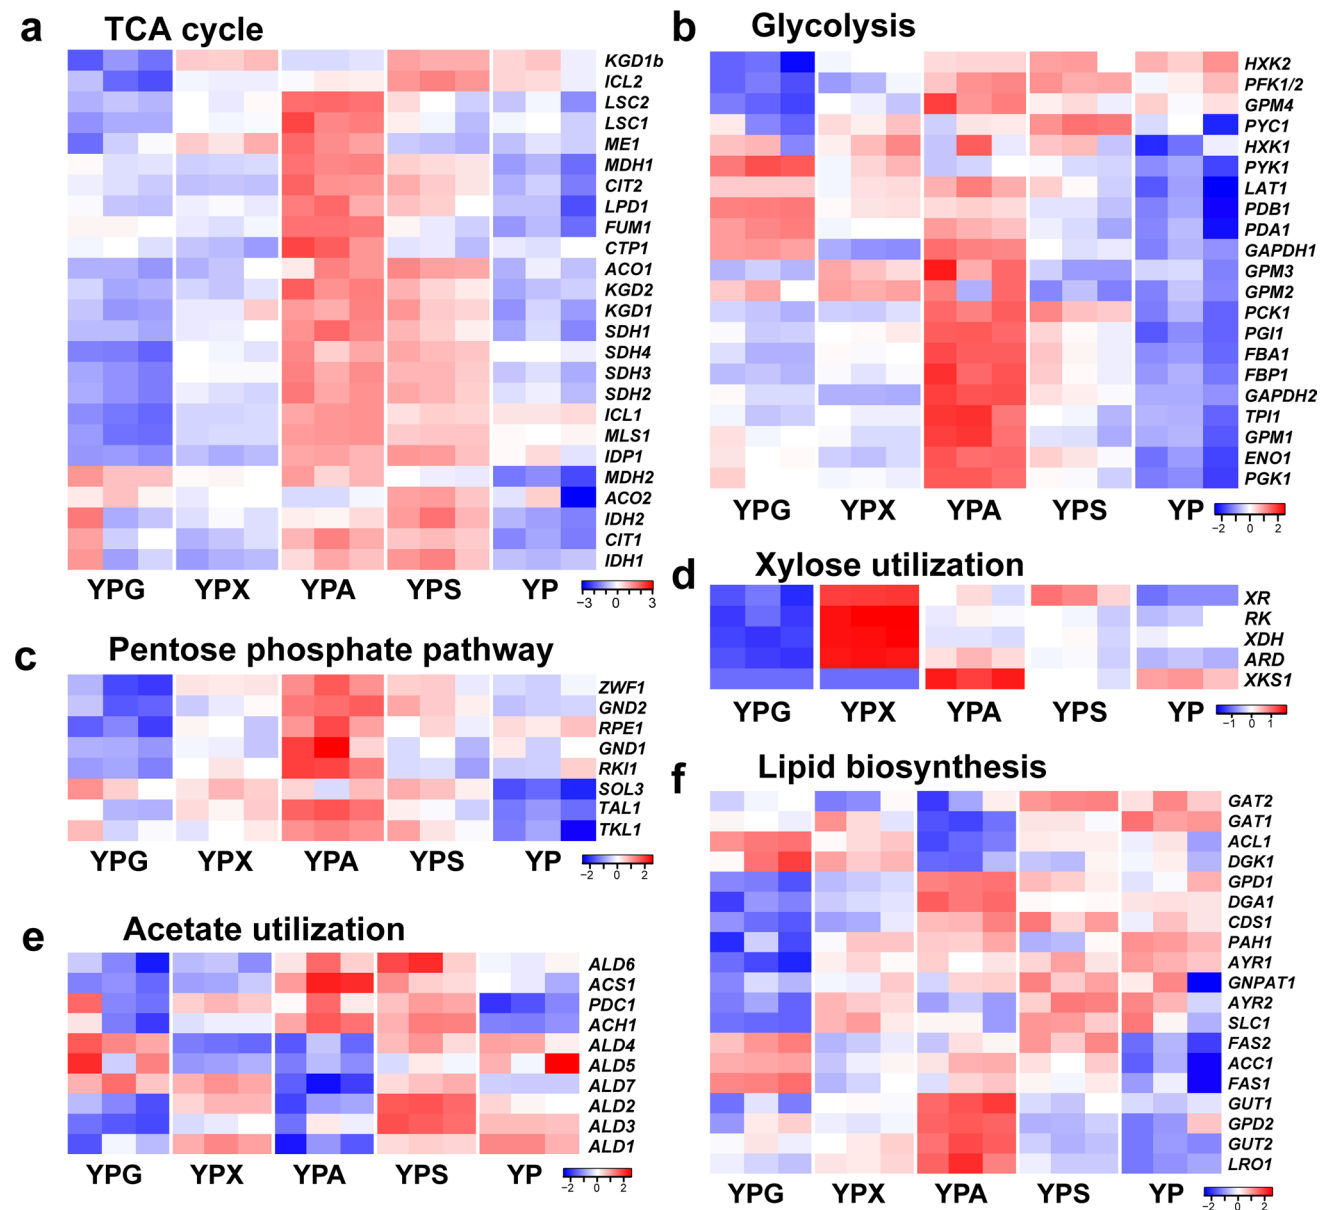 a TCA cycle
KGD1b
ICL2
LSC2
LSC1
ME1
MDH1
CIT2
LPD1
FUM1
CTP1
ACO1
KGD2
KGD1
SDH1
SDH4
SDH3
SDH2
ICL1
MLS1
IDP1
MDH2
ACO2
IDH2
CIT1
IDH1
YPG YPX YPA YPS YP
−3 0 3
b Glycolysis
HXK2
PFK1/2
GPM4
PYC1
HXK1
PYK1
LAT1
PDB1
PDA1
GAPDH1
GPM3
GPM2
PCK1
PGI1
FBA1
FBP1
GAPDH2
TPI1
GPM1
ENO1
PGK1
YPG YPX YPA YPS YP
−2 0 2
c Pentose phosphate pathway
ZWF1
GND2
RPE1
GND1
RKI1
SOL3
TAL1
TKL1
YPG YPX YPA YPS YP
−2 0 2
d Xylose utilization
XR
RK
XDH
ARD
XKS1
YPG YPX YPA YPS YP
−1 0 1
e Acetate utilization
ALD6
ACS1
PDC1
ACH1
ALD4
ALD5
ALD7
ALD2
ALD3
ALD1
YPG YPX YPA YPS YP
−2 0 2
f Lipid biosynthesis
GAT2
GAT1
ACL1
DGK1
GPD1
DGA1
CDS1
PAH1
AYR1
GNPAT1
AYR2
SLC1
FAS2
ACC1
FAS1
GUT1
GPD2
GUT2
LRO1
YPG YPX YPA YPS YP
−2 0 2